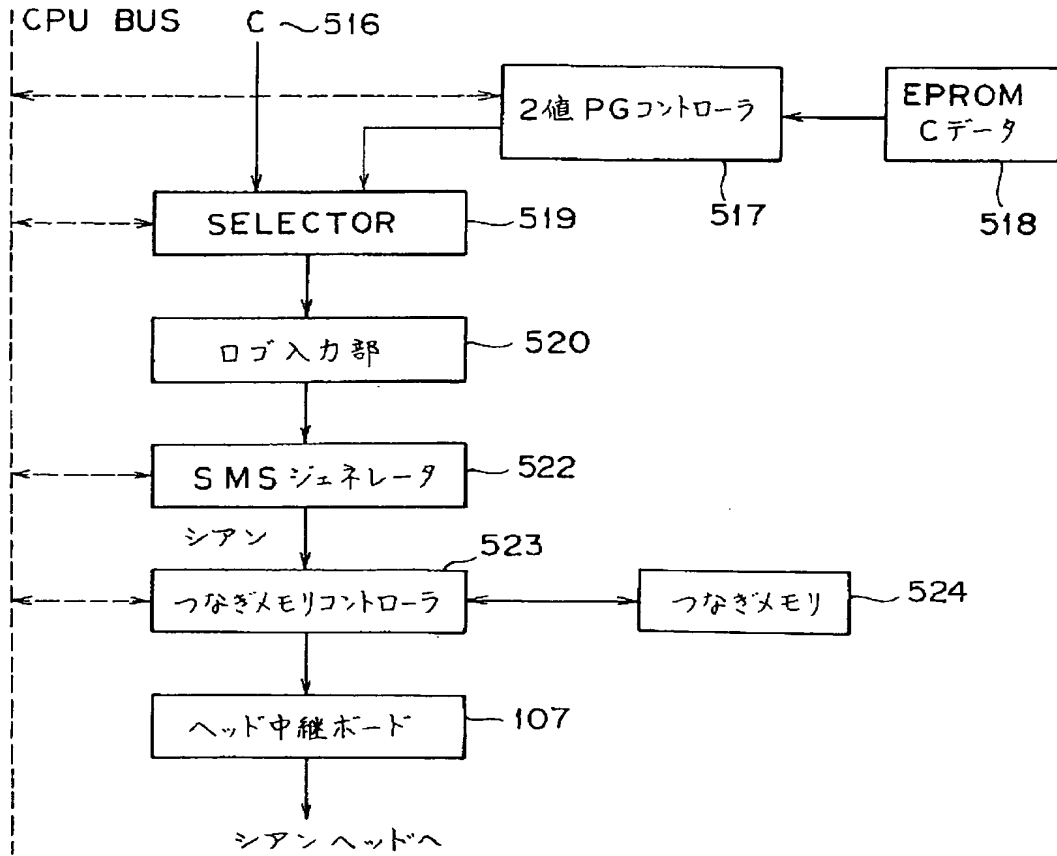 CPU BUS
C 516
2値 PGコントローラ
517
EPROM
Cデータ
518
SELECTOR
519
ロゴ入力部
520
SMSジェネレータ
522
シアン
つなぎメモリコントローラ
523
つなぎメモリ
524
ヘッド中継ボード
107
シアンヘッドへ